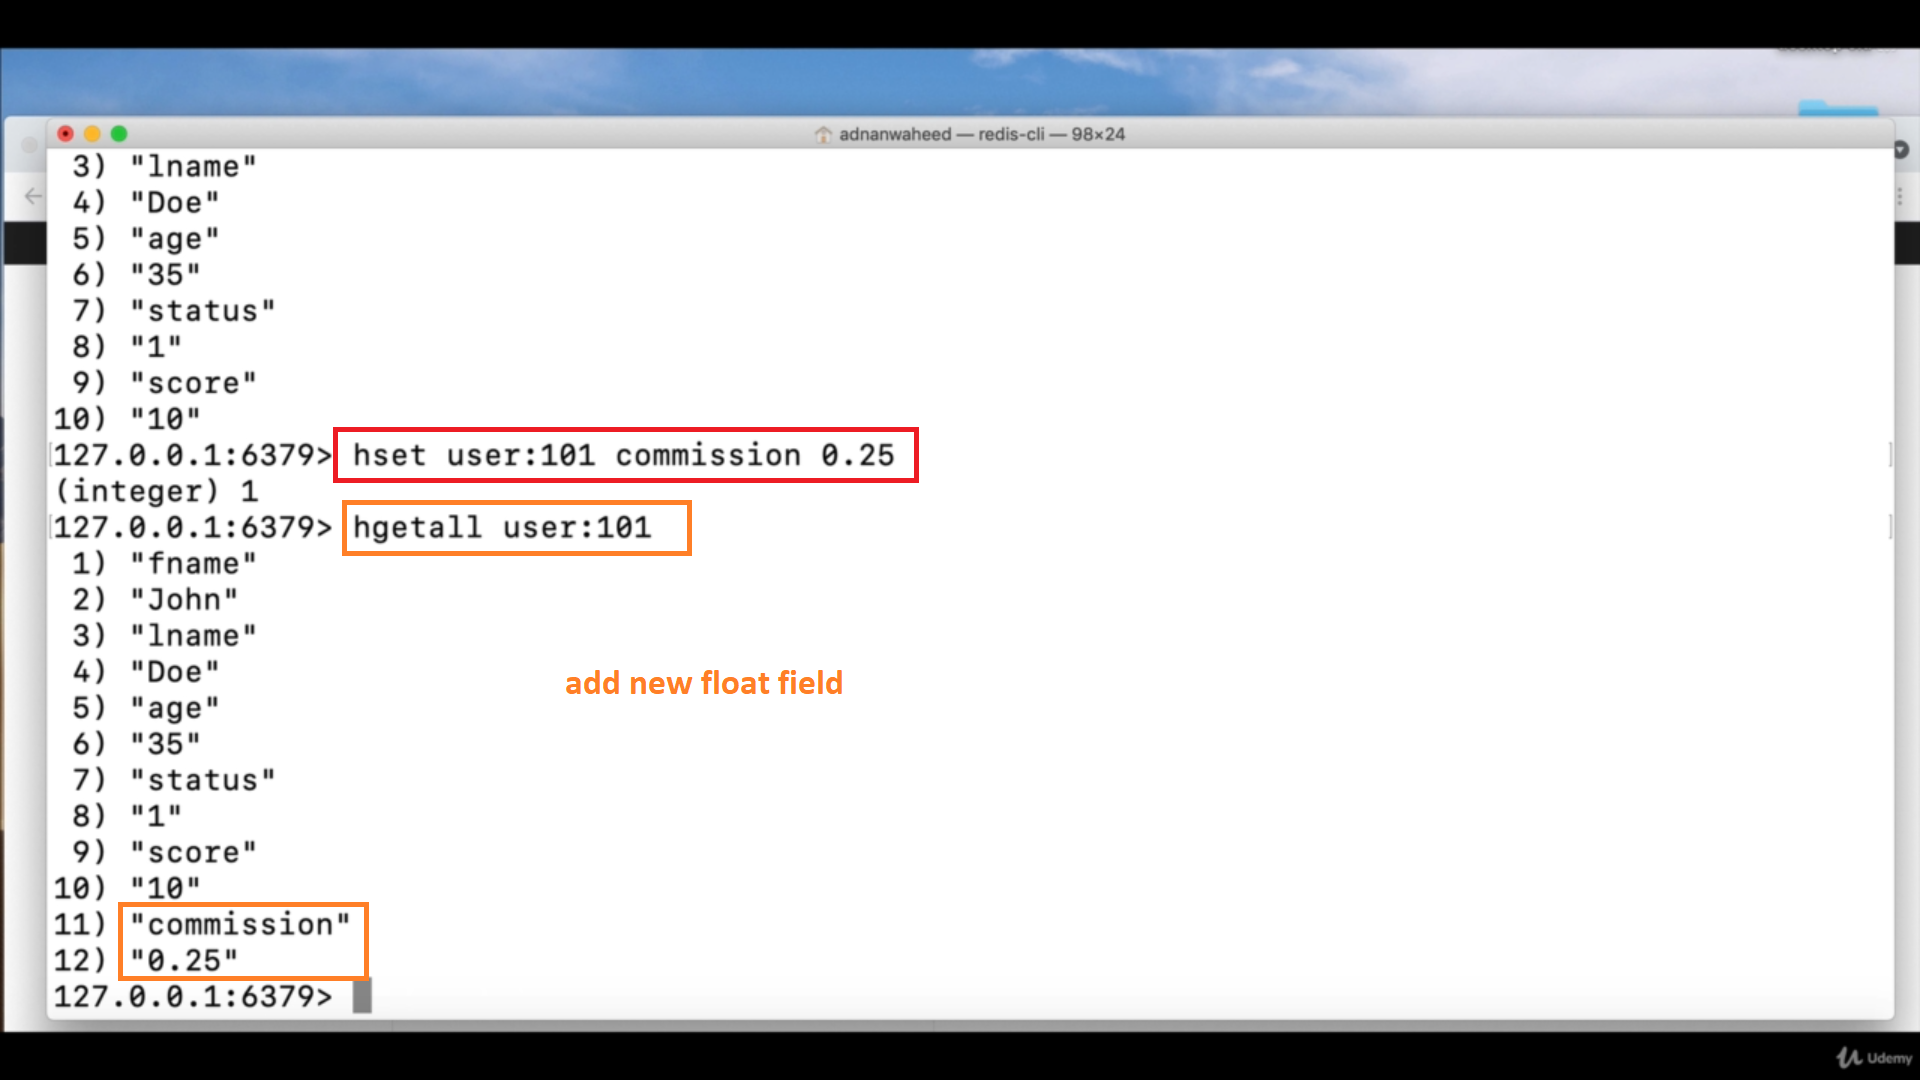 adnanwaheed — redis-cli — 98×24
3) "lname"
4) "Doe"
5) "age"
6) "35"
7) "status"
8) "1"
9) "score"
10) "10"
127.0.0.1:6379> hset user:101 commission 0.25
(integer) 1
127.0.0.1:6379> hgetall user:101
1) "fname"
2) "John"
3) "lname"
4) "Doe"
5) "age"
6) "35"
7) "status"
8) "1"
9) "score"
10) "10"
11) "commission"
12) "0.25"
127.0.0.1:6379>
add new float field
Udemy